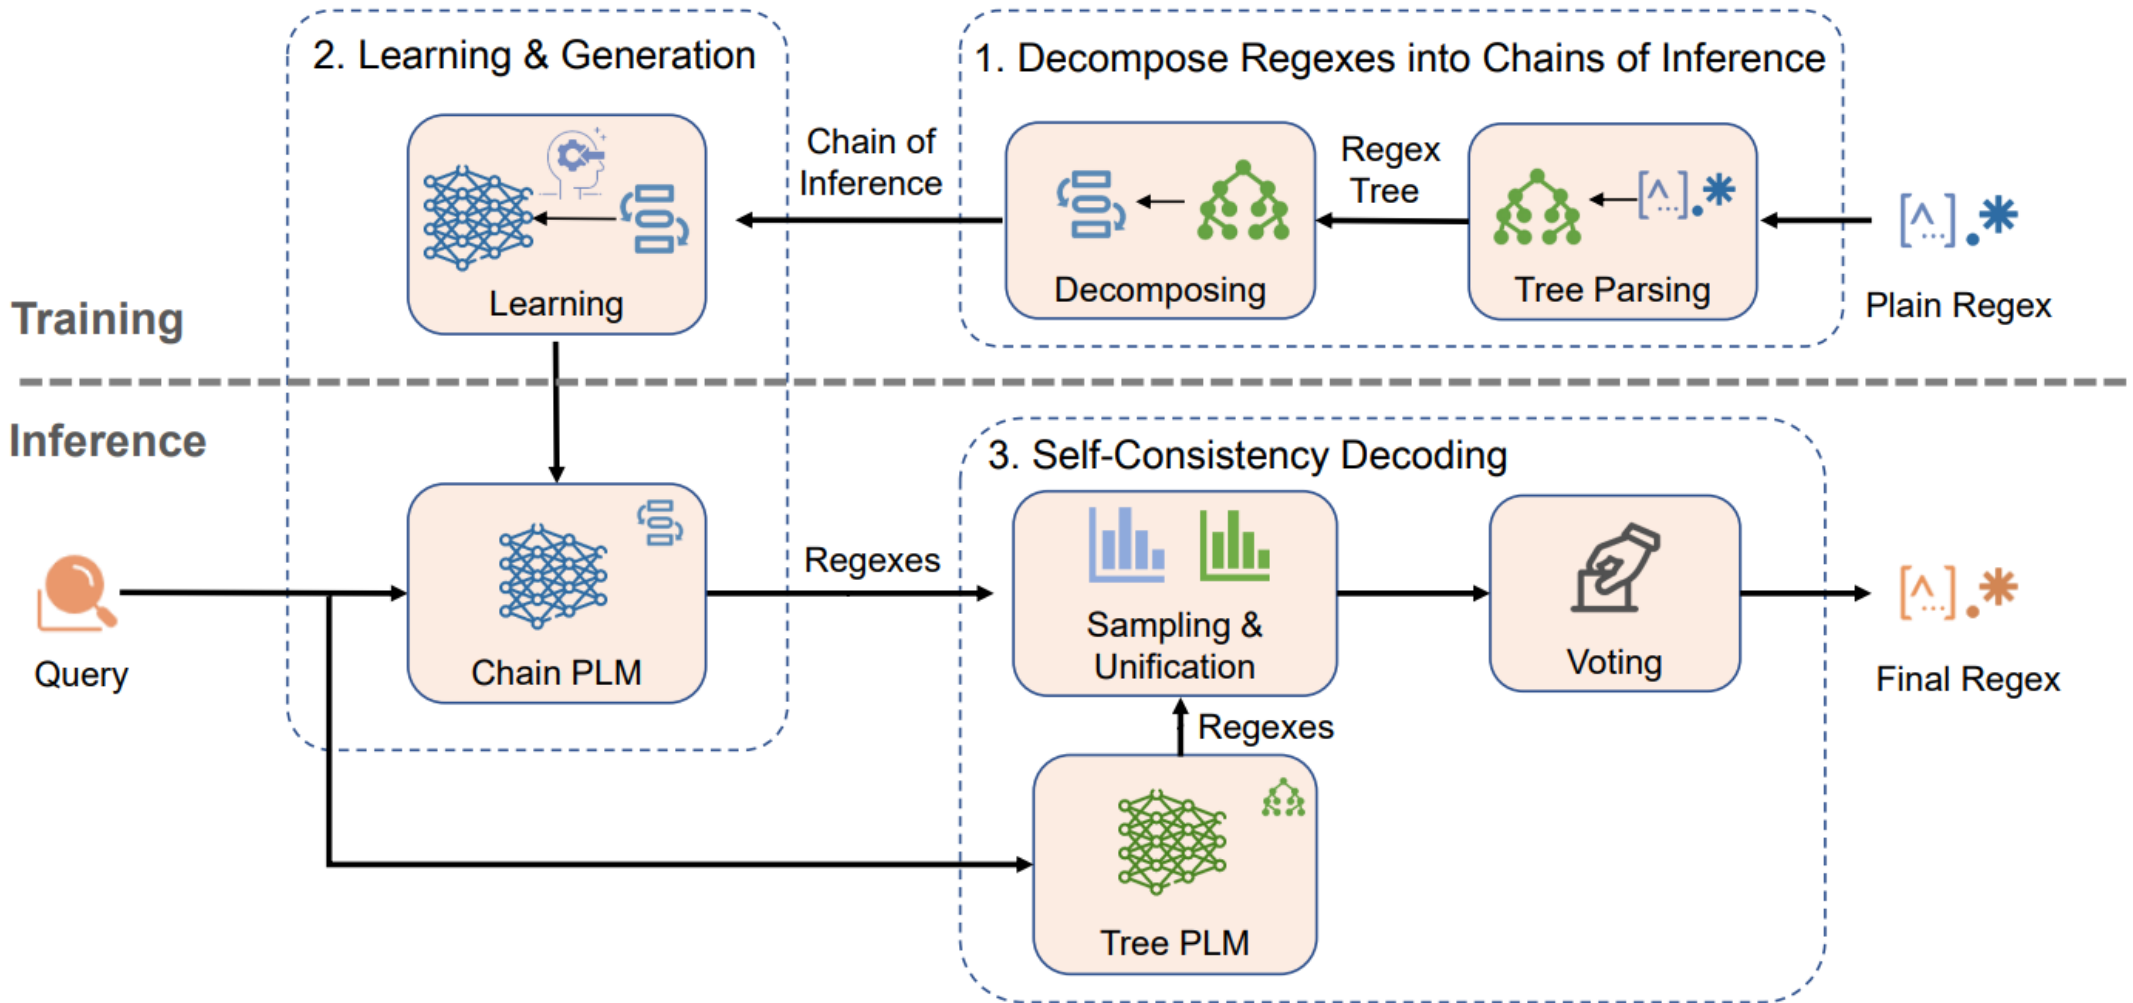 2. Learning & Generation
1. Decompose Regexes into Chains of Inference
Chain of
Inference
Regex
Tree
Learning
Decomposing
Tree Parsing
Plain Regex
Training
Inference
3. Self-Consistency Decoding
Query
Chain PLM
Regexes
Sampling &
Unification
Voting
Final Regex
Regexes
Tree PLM